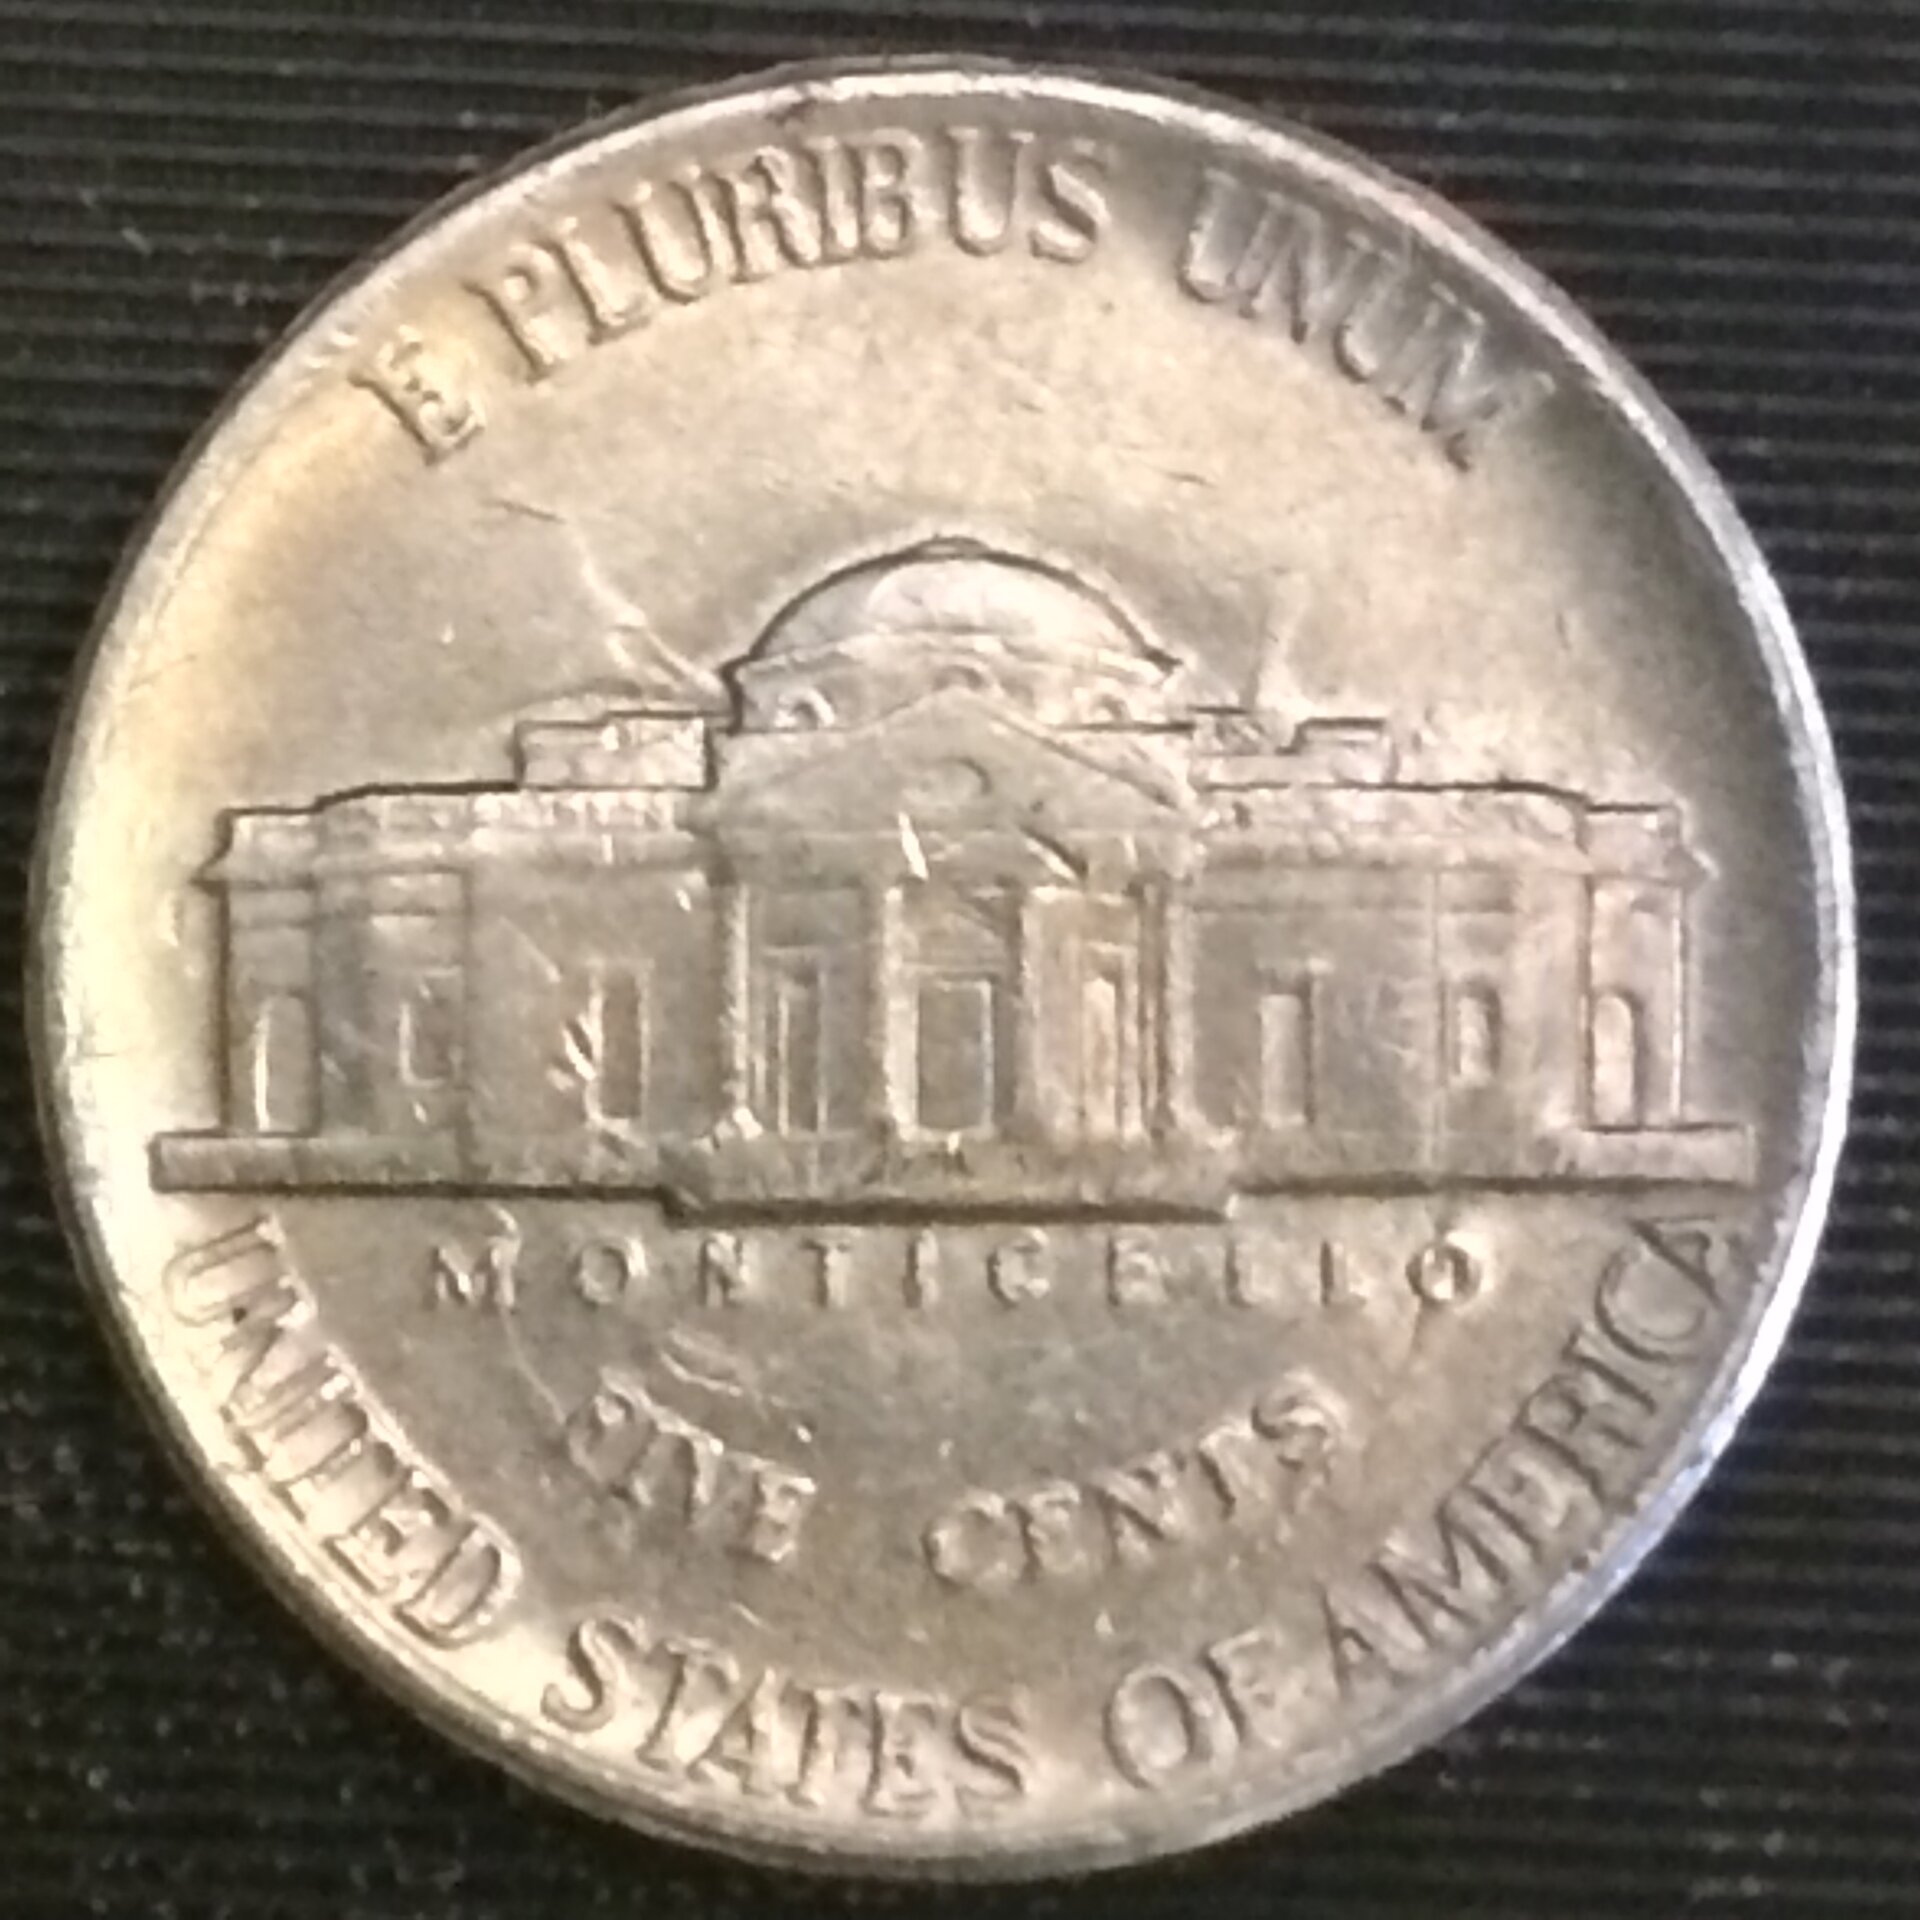 E PLURIBUS UNUM
MONTICELLO
FIVE CENTS
UNITED STATES OF AMERICA